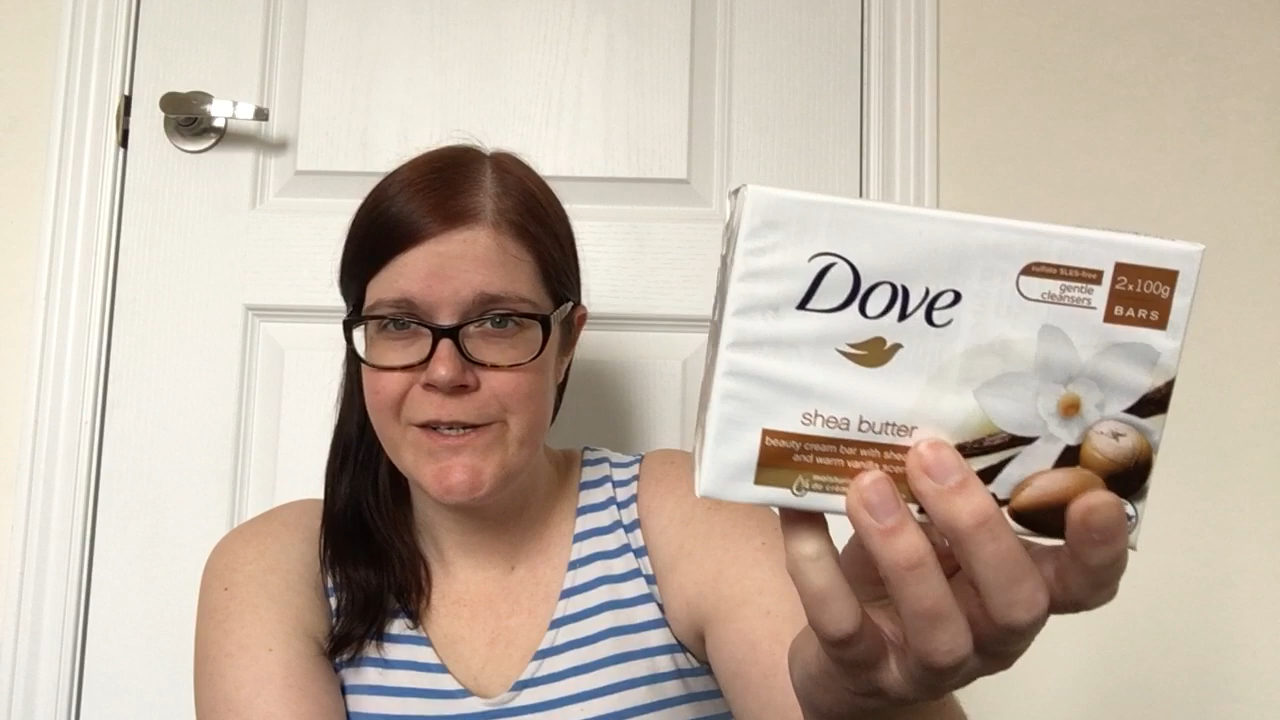 Dove
sulfate SLES-free
gentle
cleansers
2x100g
BARS
shea butter
beauty cream bar with shea
and warm vanilla scent